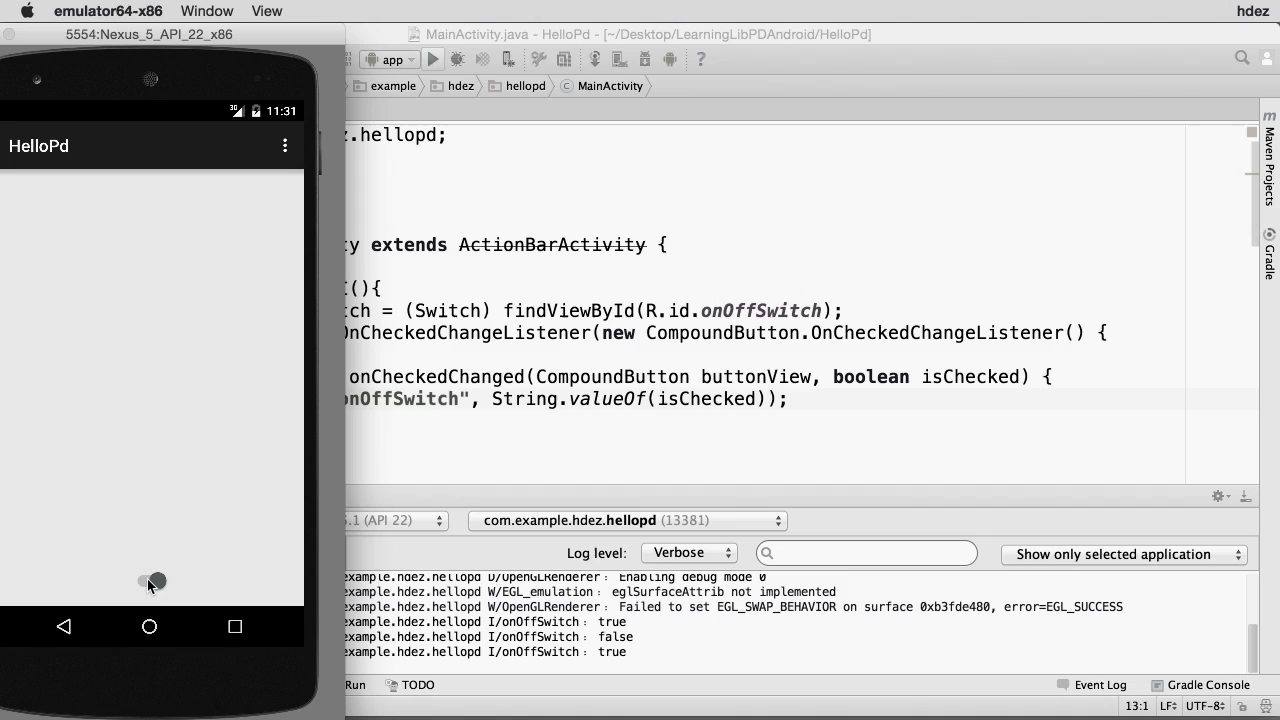 emulator64-x86 Window View hdez
5554:Nexus_5_API_22_x86
MainActivity.java - HelloPd - [~/Desktop/LearningLibPDAndroid/HelloPd]
app ?
example hdez hellopd C MainActivity
3G 11:31
HelloPd
.hellopd;
extends ActionBarActivity {
(){
= (Switch) findViewById(R.id.onOffSwitch);
OnCheckedChangeListener(new CompoundButton.OnCheckedChangeListener() {
onCheckedChanged(CompoundButton buttonView, boolean isChecked) {
onOffSwitch", String.valueOf(isChecked));
m Maven Projects
Gradle
5.1 (API 22) com.example.hdez.hellopd (13381)
Log level: Verbose Show only selected application
example.hdez.hellopd D/OpenGLRenderer: Enabling debug mode 0
example.hdez.hellopd W/EGL_emulation: eglSurfaceAttrib not implemented
example.hdez.hellopd W/OpenGLRenderer: Failed to set EGL_SWAP_BEHAVIOR on surface 0xb3fde480, error=EGL_SUCCESS
example.hdez.hellopd I/onOffSwitch: true
example.hdez.hellopd I/onOffSwitch: false
example.hdez.hellopd I/onOffSwitch: true
Run TODO Event Log Gradle Console
13:1 LF UTF-8